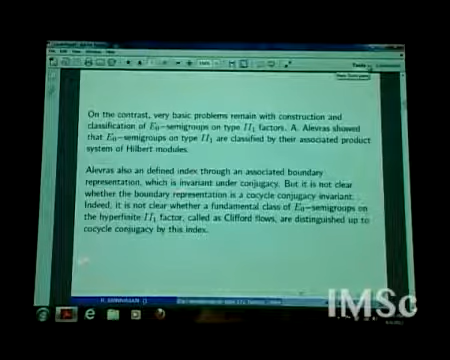 On the contrast, very basic problems remain with construction and
classification of E₀−semigroups on type II₁ factors. A. Alevras showed
that E₀−semigroups on type II₁ are classified by their associated product
system of Hilbert modules.
Alevras also an defined index through an associated boundary
representation, which is invariant under conjugacy. But it is not clear
whether the boundary representation is a cocycle conjugacy invariant.
Indeed, it is not clear whether a fundamental class of E₀−semigroups on
the hyperfinite II₁ factor, called as Clifford flows, are distinguished up to
cocycle conjugacy by this index.
R. SRINIVASAN ()
IMSc